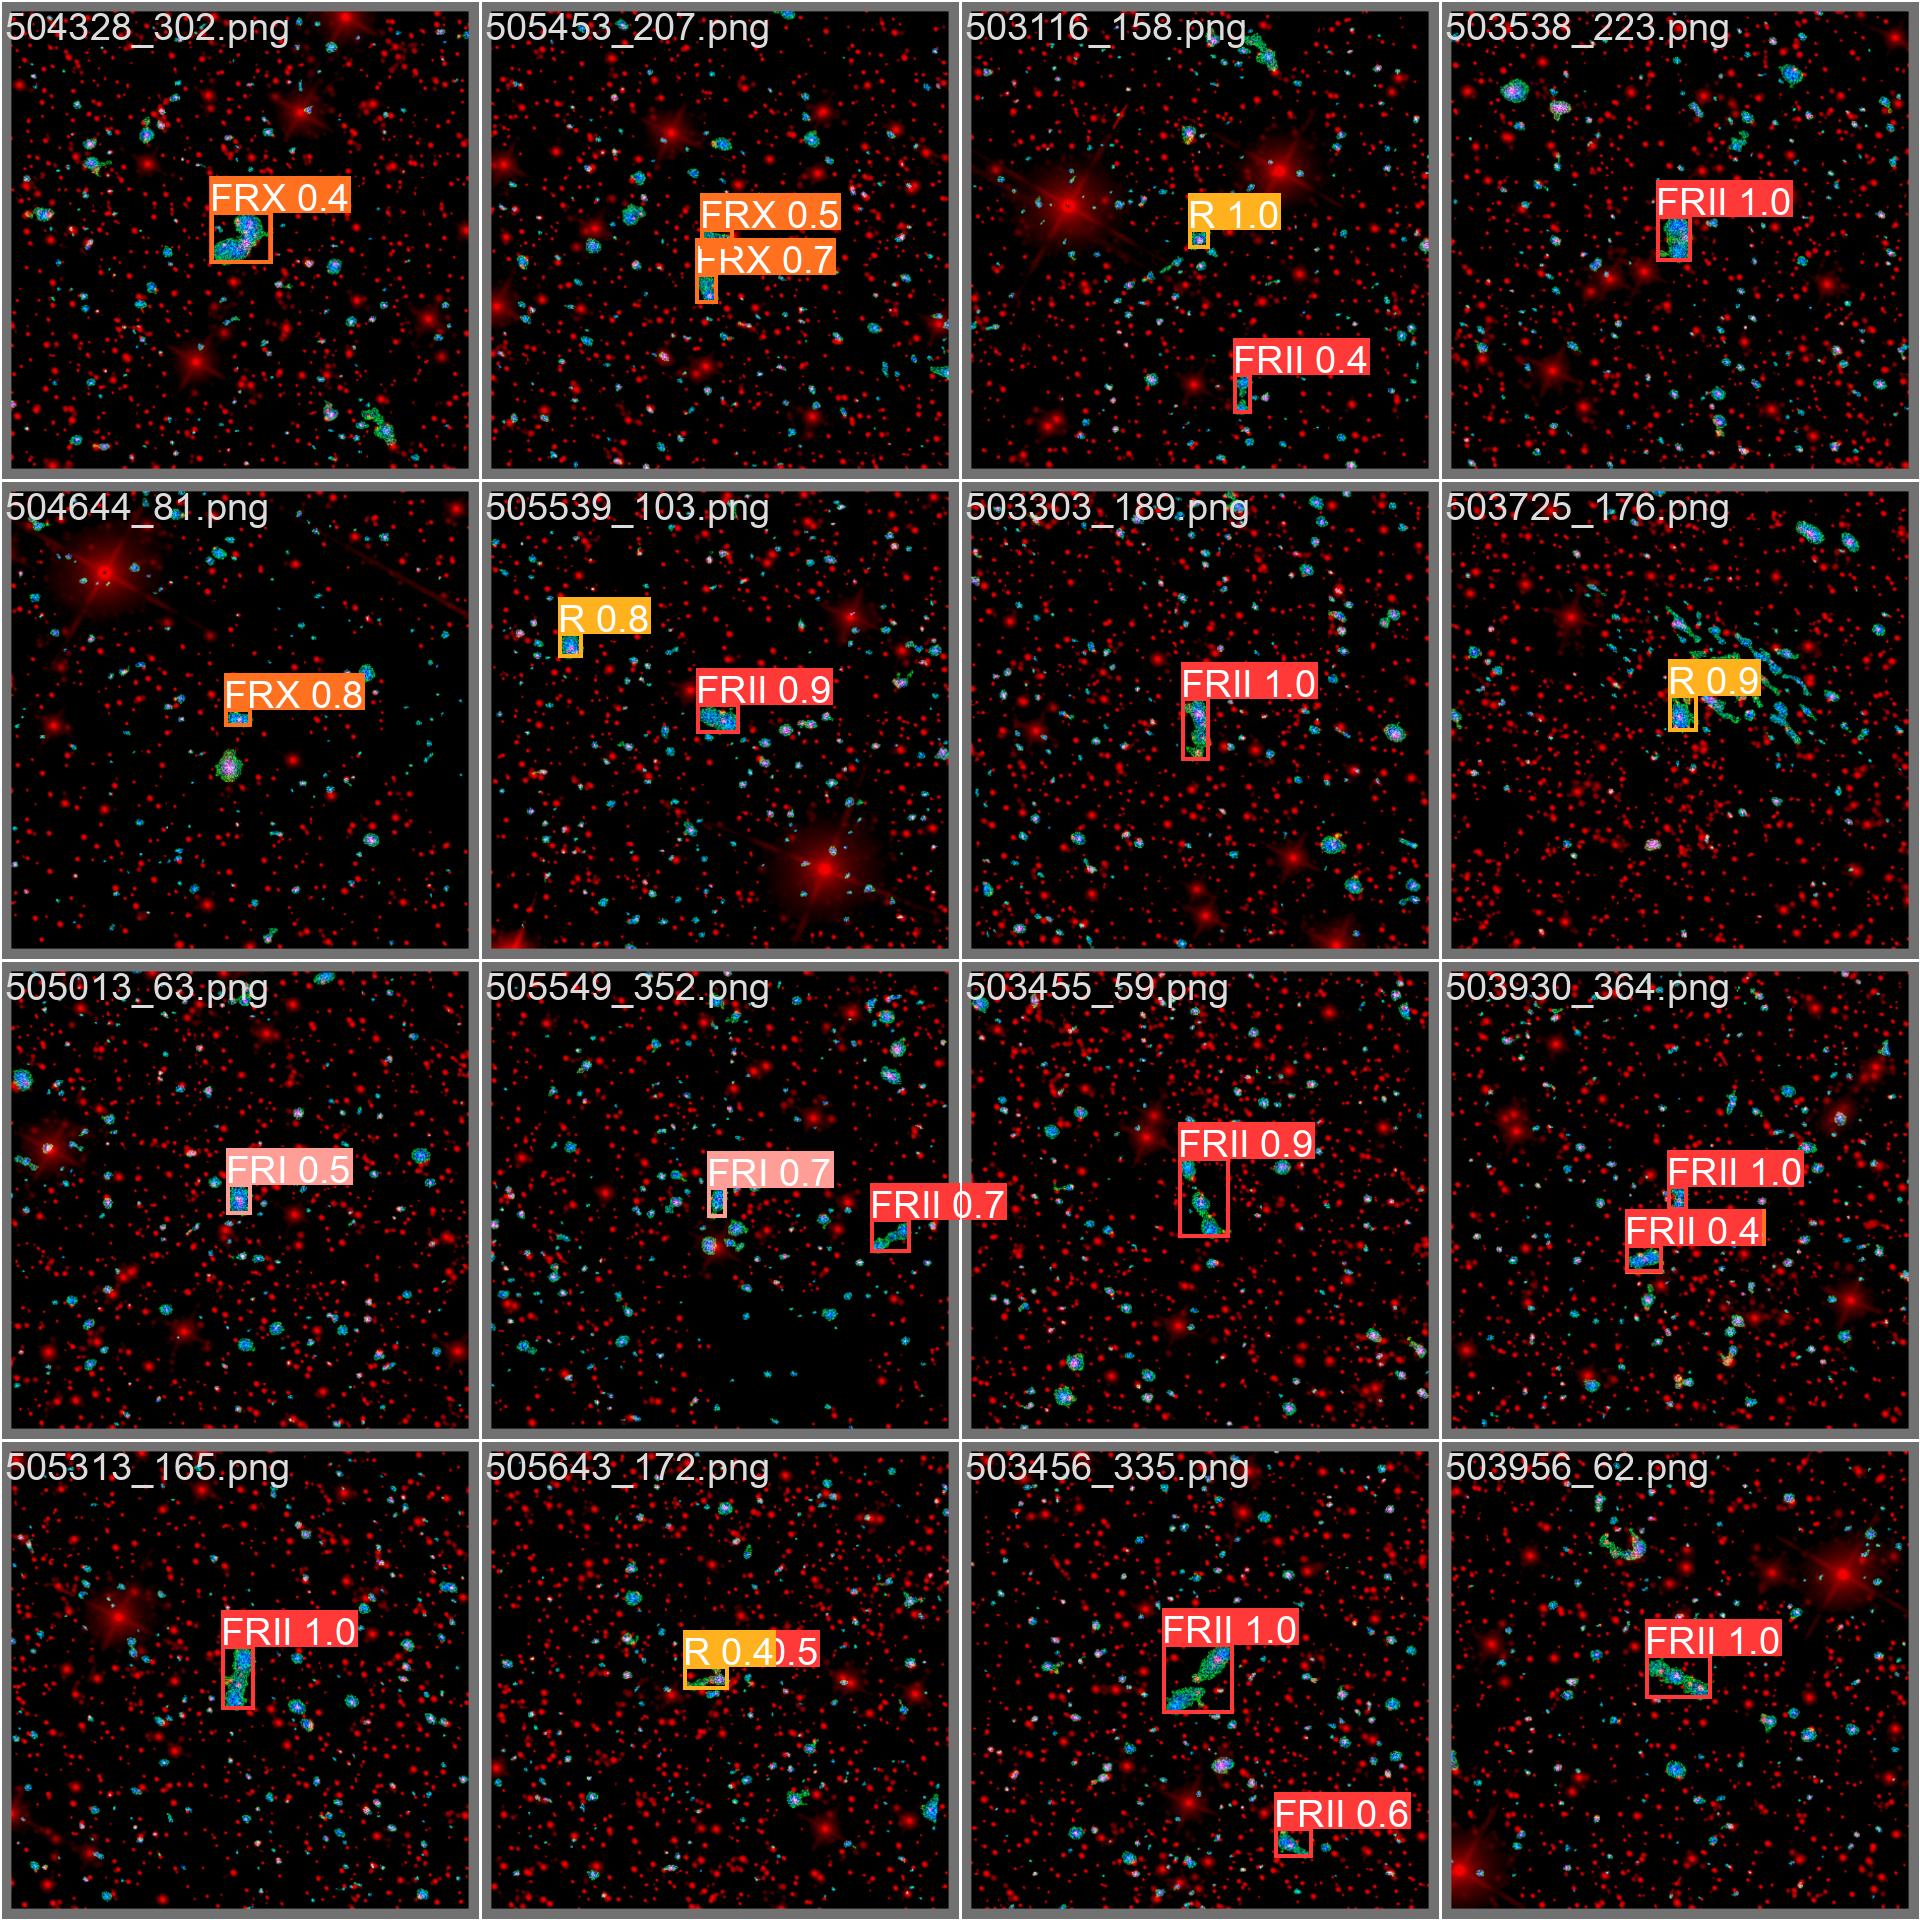 504328_302.png
FRX 0.4
505453_207.png
FRX 0.5
FRX 0.7
503116_158.png
R 1.0
FRII 0.4
503538_223.png
FRII 1.0
504644_81.png
FRX 0.8
505539_103.png
R 0.8
FRII 0.9
503303_189.png
FRII 1.0
503725_176.png
R 0.9
505013_63.png
FRI 0.5
505549_352.png
FRI 0.7
FRII 0.7
503455_59.png
FRII 0.9
503930_364.png
FRII 1.0
FRII 0.4
505313_165.png
FRII 1.0
505643_172.png
R 0.4
0.5
503456_335.png
FRII 1.0
FRII 0.6
503956_62.png
FRII 1.0